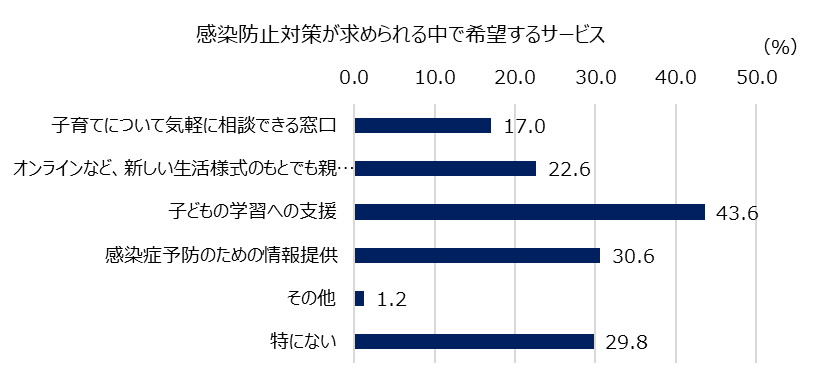 感染防止対策が求められる中で希望するサービス
(%)
0.0 10.0 20.0 30.0 40.0 50.0
子育てについて気軽に相談できる窓口 17.0
オンラインなど、新しい生活様式のもとでも親… 22.6
子どもの学習への支援 43.6
感染症予防のための情報提供 30.6
その他 1.2
特にない 29.8